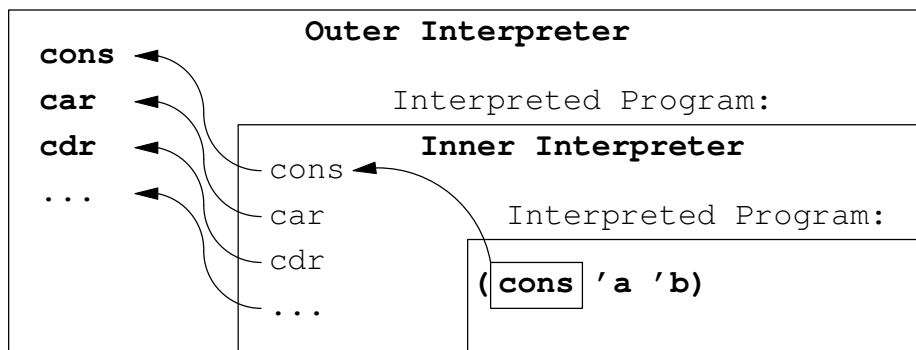 Outer Interpreter
cons
car
cdr
...
Interpreted Program:
Inner Interpreter
cons
car
cdr
...
Interpreted Program:
(cons ’a ’b)